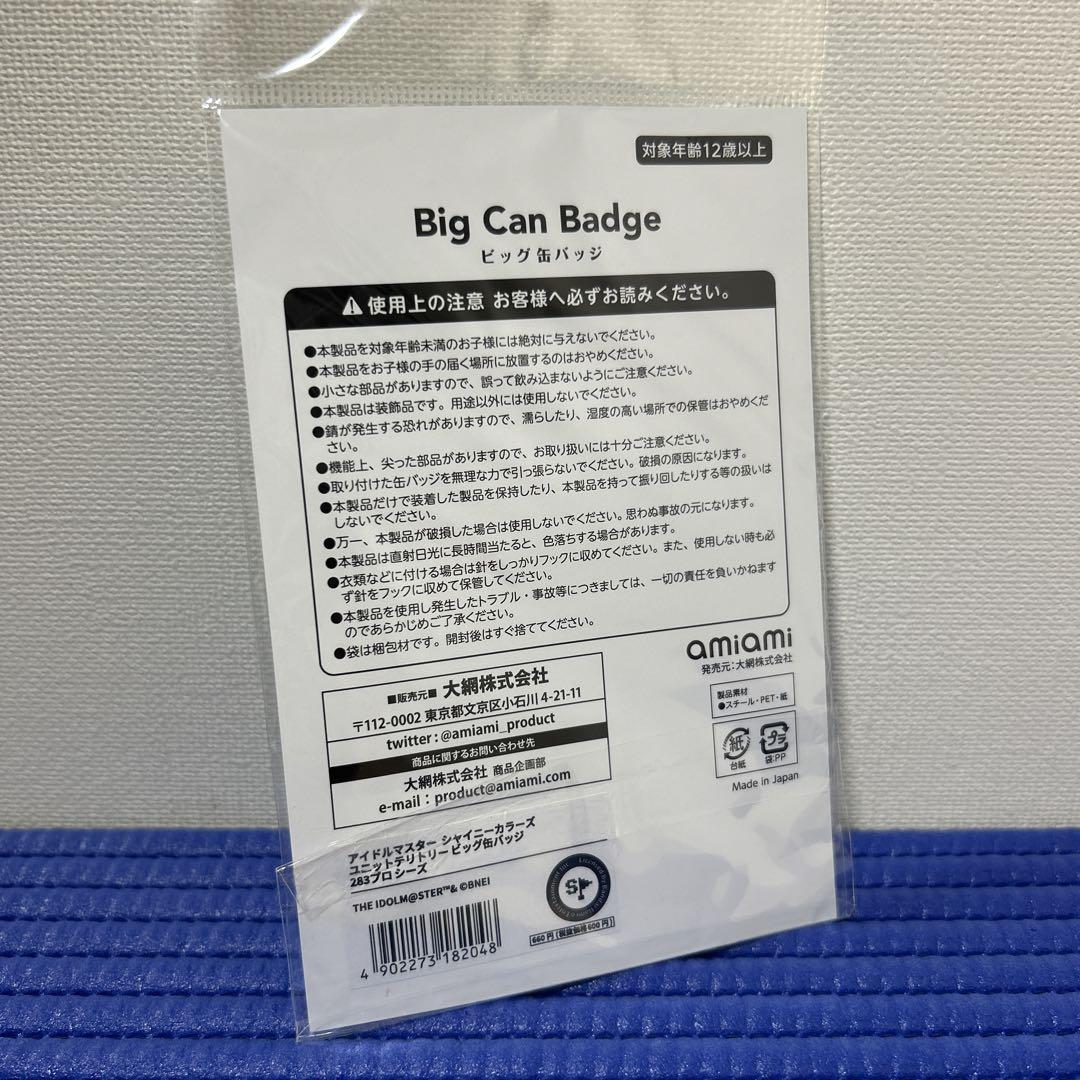 対象年齢12歳以上
Big Can Badge
ビッグ缶バッジ
使用上の注意 お客様へ必ずお読みください。
●本製品を対象年齢未満のお子様には絶対に与えないでください。
●本製品をお子様の手の届く場所に放置するのはおやめください。
●小さな部品がありますので、誤って飲み込まないようにご注意ください。
●本製品は装飾品です。用途以外には使用しないでください。
●錆が発生する恐れがありますので、濡らしたり、湿度の高い場所での保管はおやめくだ
さい。
●機能上、尖った部品がありますので、お取り扱いには十分ご注意ください。
●取り付けた缶バッジを無理な力で引っ張らないでください。破損の原因になります。
●本製品だけで装着した製品を保持したり、本製品を持って振り回したりする等の扱いは
しないでください。
●万一、本製品が破損した場合は使用しないでください。思わぬ事故の元になります。
●本製品は直射日光に長時間当たると、色落ちする場合があります。
●衣類などに付ける場合は針をしっかりフックに収めてください。また、使用しない時も必
ず針をフックに収めて保管してください。
●本製品を使用し発生したトラブル・事故等につきましては、一切の責任を負いかねます
のであらかじめご了承ください。
●袋は梱包材です。開封後はすぐ捨ててください。
amiami
発売元:大網株式会社
■販売元■ 大網株式会社
〒112-0002 東京都文京区小石川 4-21-11
twitter : @amiami_product
商品に関するお問い合わせ先
大網株式会社 商品企画部
e-mail : product@amiami.com
製品素材
●スチール・PET・紙
紙
台紙
プラ
袋:PP
Made in Japan
アイドルマスター シャイニーカラーズ
ユニットテリトリー ビッグ缶バッジ
283プロ シーズ
THE IDOLM@STER™& ©BNEI
4 902273 182048
660円(税抜価格600円)